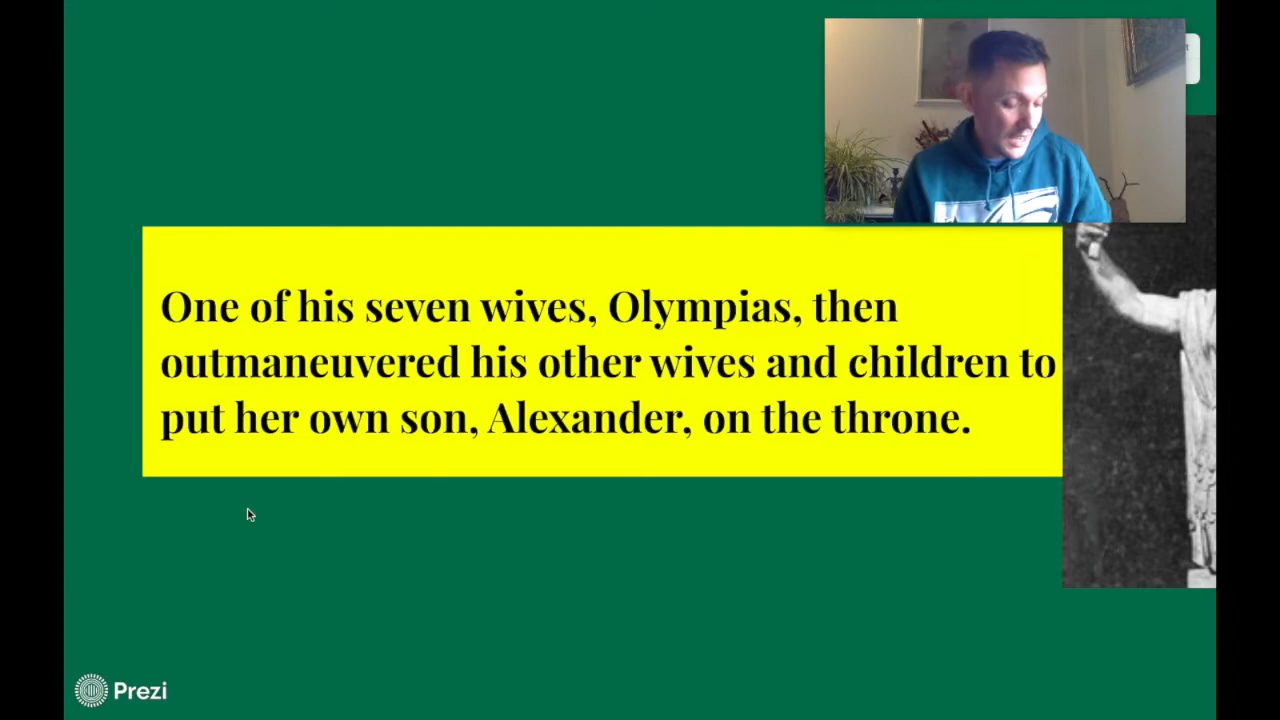 One of his seven wives, Olympias, then
outmaneuvered his other wives and children to
put her own son, Alexander, on the throne.
Prezi